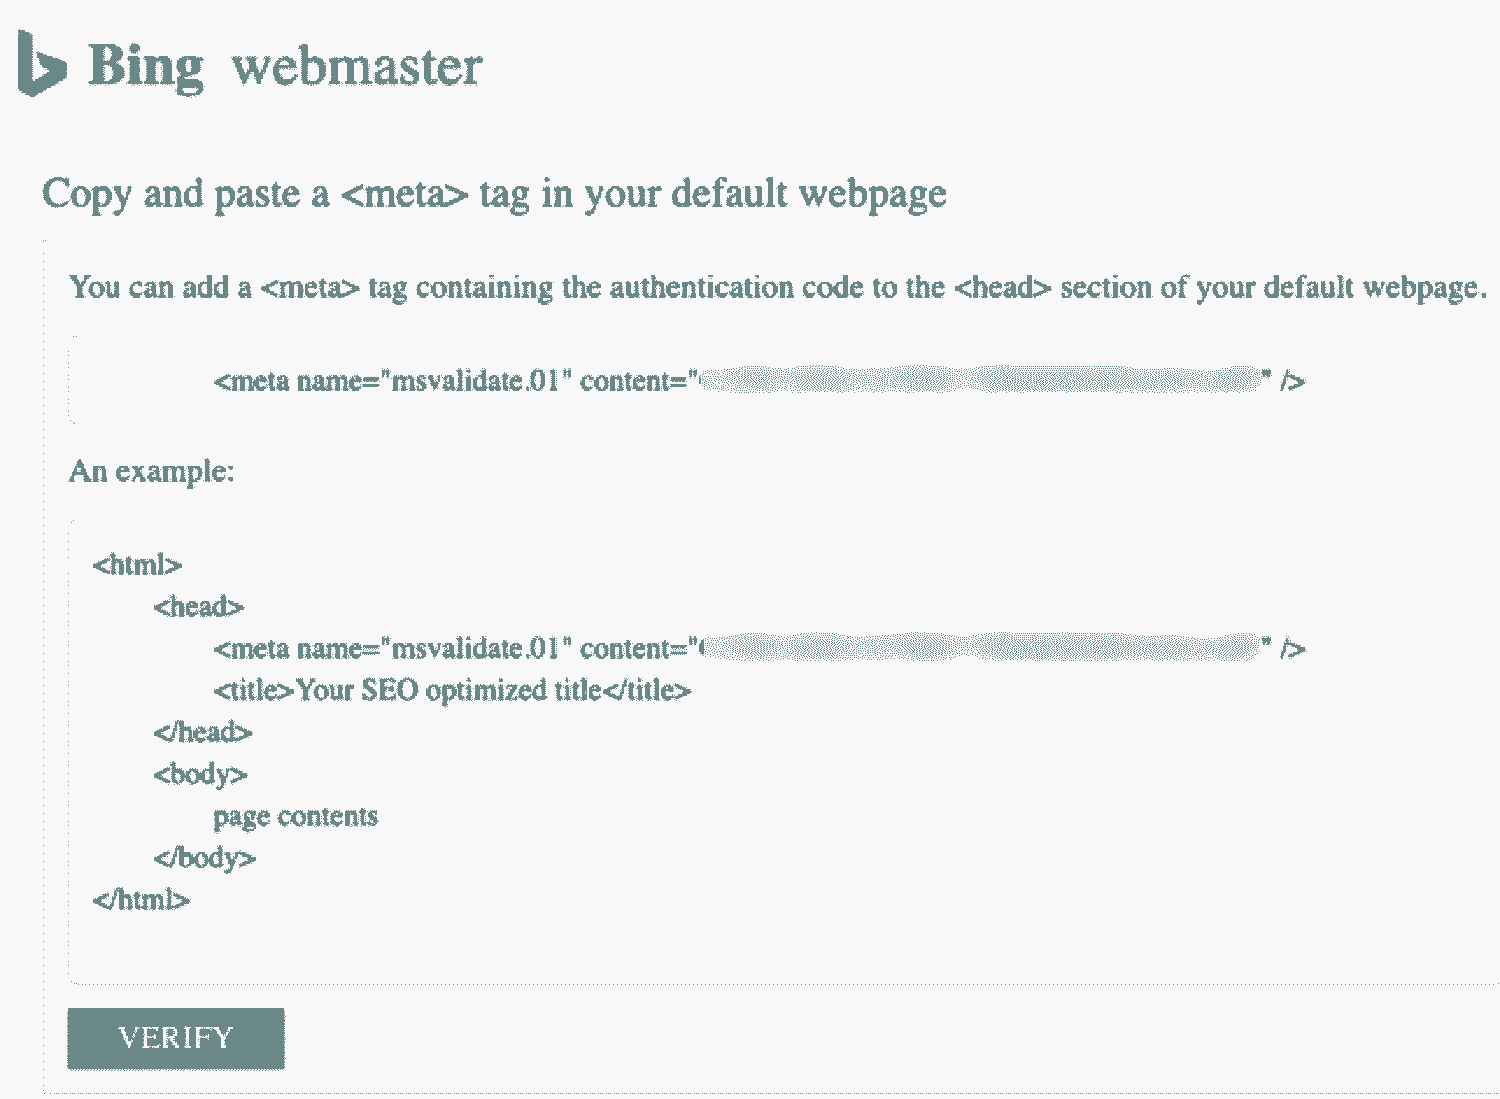 Bing webmaster
Copy and paste a <meta> tag in your default webpage
You can add a <meta> tag containing the authentication code to the <head> section of your default webpage.
<meta name="msvalidate.01" content=" " />
An example:
<html>
<head>
<meta name="msvalidate.01" content=" " />
<title>Your SEO optimized title</title>
</head>
<body>
page contents
</body>
</html>
VERIFY